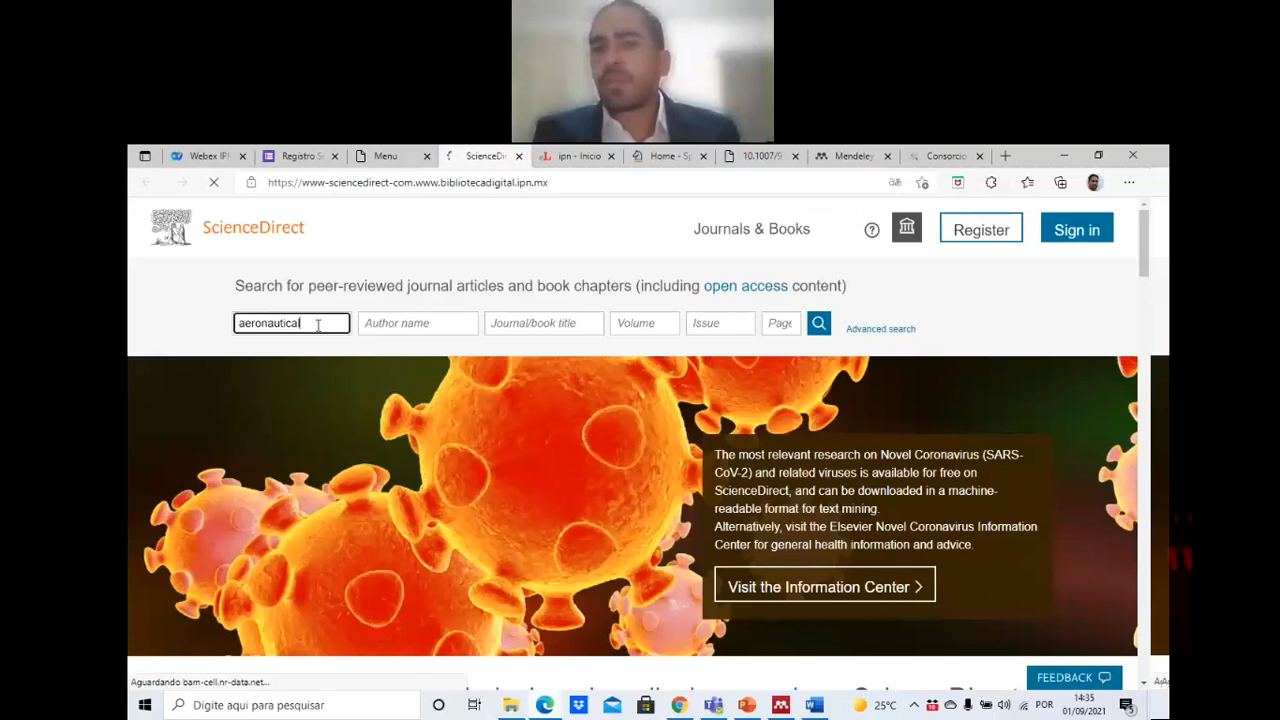 Webex IPN
Registro S
Menu
ScienceDir
ipn - Inicio
Home - Sp
10.1007/9
Mendeley
Consorcio
https://www-sciencedirect-com.www.bibliotecadigital.ipn.mx
ScienceDirect
Journals & Books
Register
Sign in
Search for peer-reviewed journal articles and book chapters (including open access content)
aeronautical
Author name
Journal/book title
Volume
Issue
Page
Advanced search
The most relevant research on Novel Coronavirus (SARS-
CoV-2) and related viruses is available for free on
ScienceDirect, and can be downloaded in a machine-
readable format for text mining.
Alternatively, visit the Elsevier Novel Coronavirus Information
Center for general health information and advice.
Visit the Information Center
FEEDBACK
Aguardando bam-cell.nr-data.net...
Digite aqui para pesquisar
25°C
POR
14:35
01/09/2021